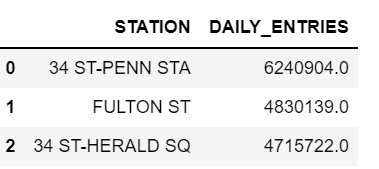 STATION DAILY_ENTRIES
0 34 ST-PENN STA 6240904.0
1 FULTON ST 4830139.0
2 34 ST-HERALD SQ 4715722.0